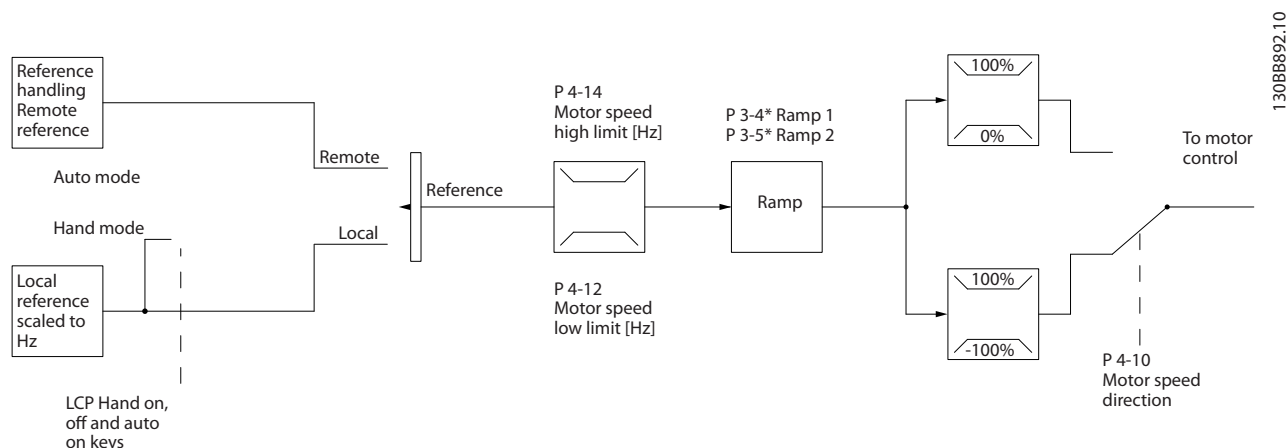 130BB892.10
Reference
handling
Remote
reference
Auto mode
Hand mode
Local
reference
scaled to
Hz
LCP Hand on,
off and auto
on keys
Remote
Local
Reference
P 4-14
Motor speed
high limit [Hz]
P 4-12
Motor speed
low limit [Hz]
P 3-4* Ramp 1
P 3-5* Ramp 2
Ramp
100%
0%
100%
-100%
To motor
control
P 4-10
Motor speed
direction